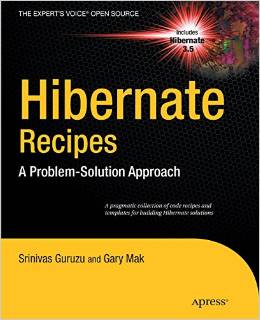 THE EXPERT'S VOICE® OPEN SOURCE
Includes
Hibernate
3.5
Hibernate
Recipes
A Problem-Solution Approach
A pragmatic collection of code recipes and
templates for building Hibernate solutions
Srinivas Guruzu and Gary Mak
Apress®